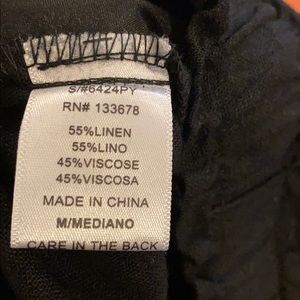 S/#6424PY
RN# 133678
55%LINEN
55%LINO
45%VISCOSE
45%VISCOSA
MADE IN CHINA
M/MEDIANO
CARE IN THE BACK